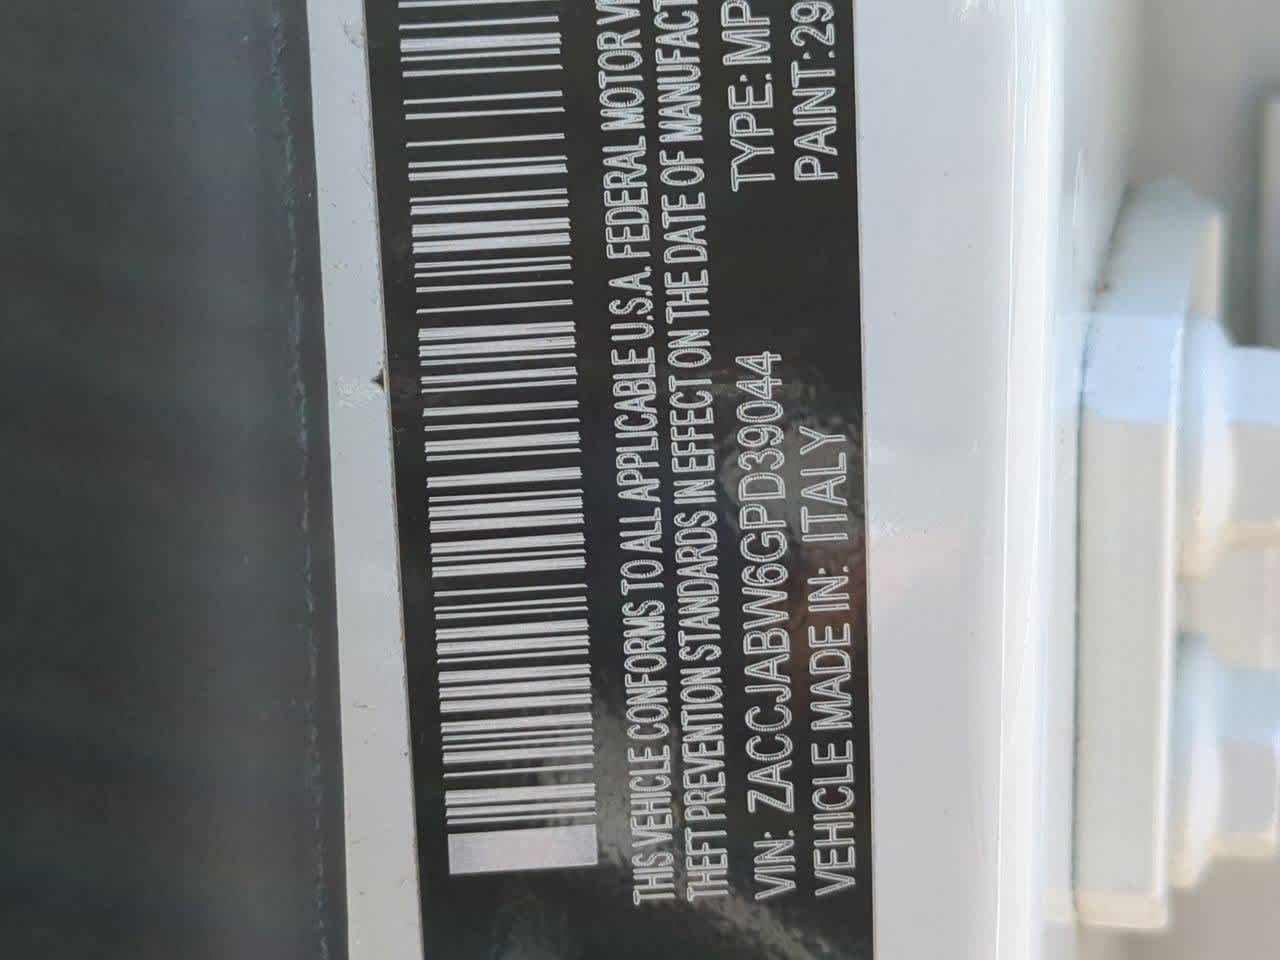 THIS VEHICLE CONFORMS TO ALL APPLICABLE U.S.A. FEDERAL MOTOR
THEFT PREVENTION STANDARDS IN EFFECT ON THE DATE OF
VIN: ZACCJABW6GPD39044 TYPE: MP
VEHICLE MADE IN: ITALY PAINT: 29